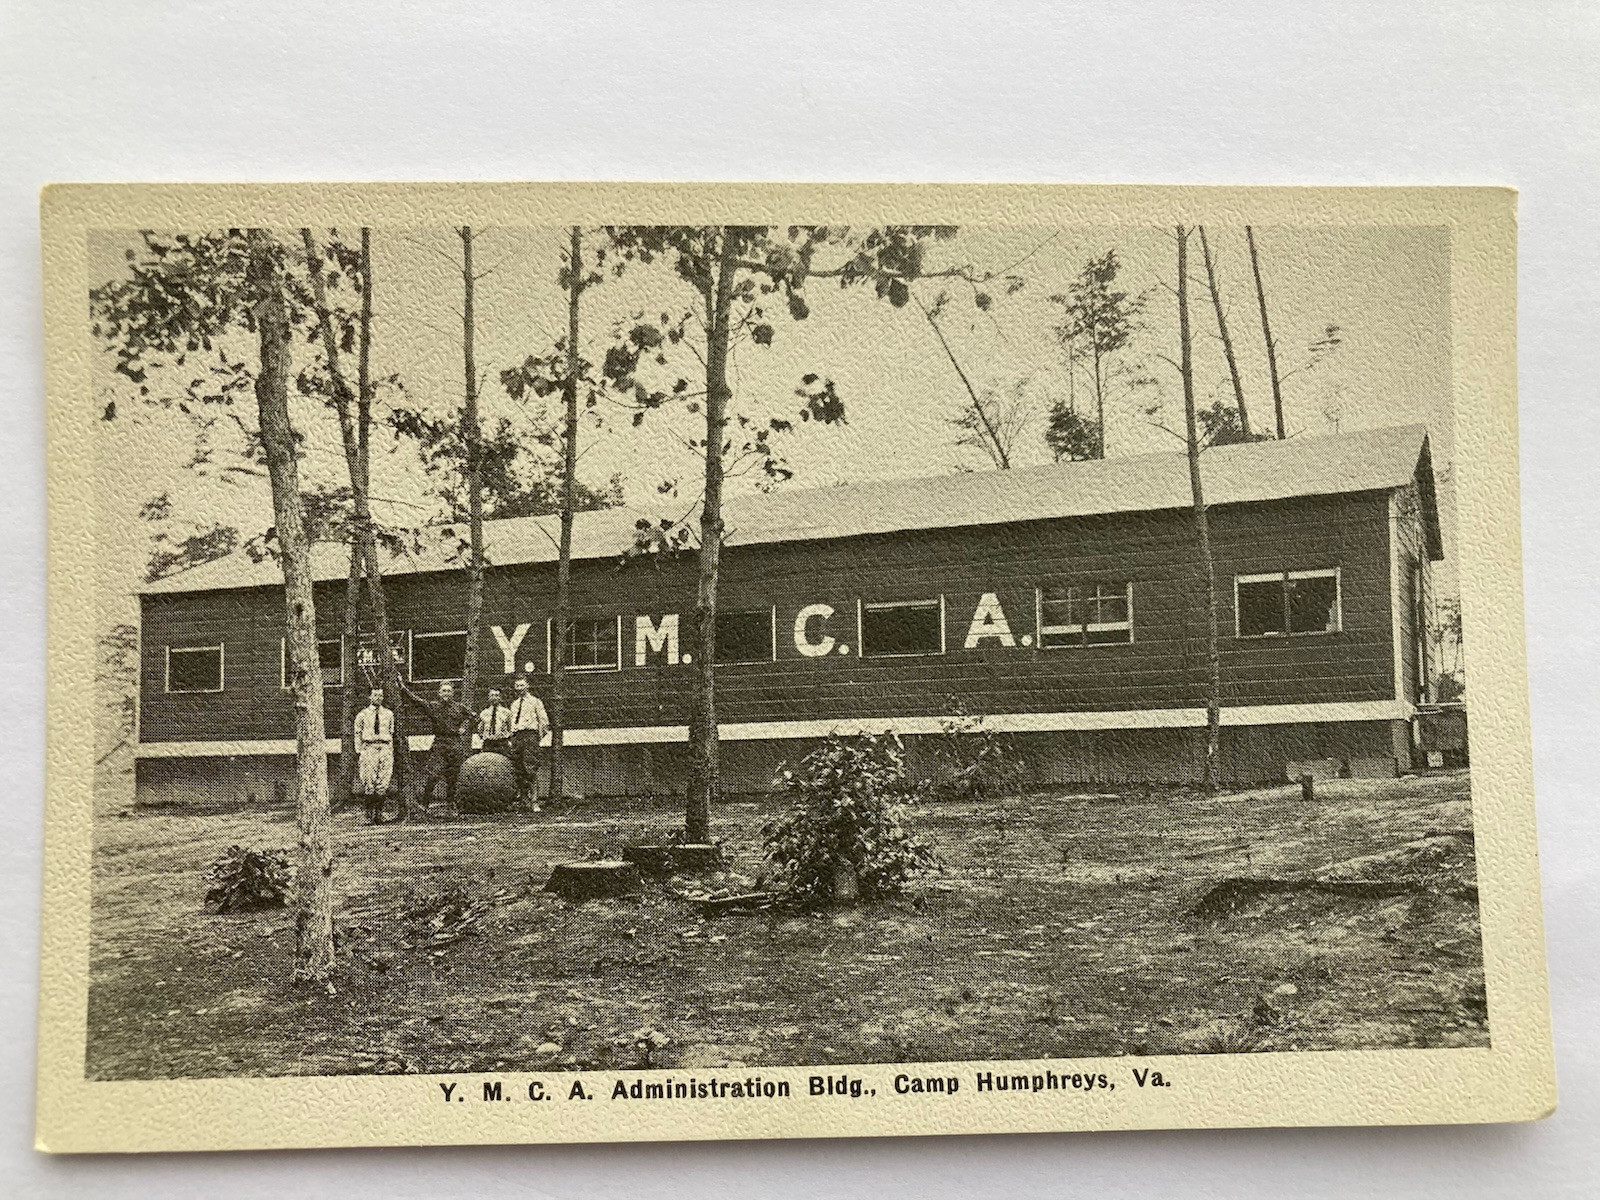 Y. M. C. A.
Y. M. C. A. Administration Bldg., Camp Humphreys, Va.